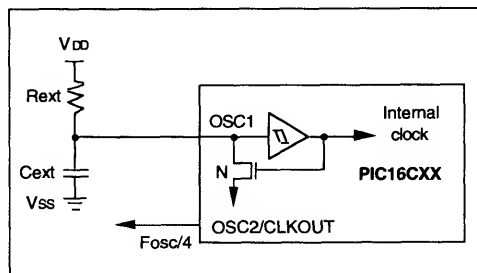 VDD
Rext
OSC1
Internal
clock
Cext
N
PIC16CXX
VSS
OSC2/CLKOUT
Fosc/4